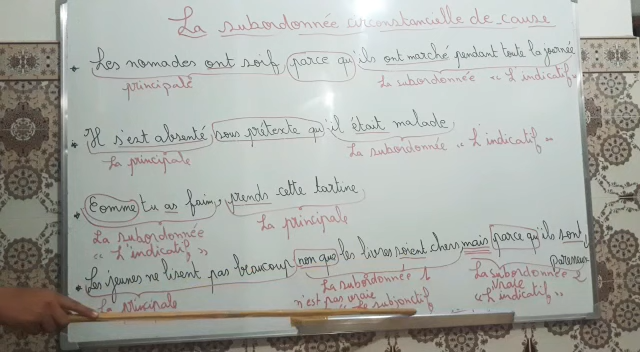 La subordonnée circonstancielle de cause
Les nomades ont soif, parce qu'ils ont marché pendant toute la journée
principale La subordonnée "L'indicatif"
Il s'est absenté sous prétexte qu'il était malade,
La principale La subordonnée "L'indicatif"
Comme tu as faim, prends cette tartine,
La subordonnée La principale
"L'indicatif"
Les jeunes ne lisent pas beaucoup non que les livres soient chers mais parce qu'ils sont
paresseux
La principale La subordonnée 1 La subordonnée 2
n'est pas vraie vraie
Le subjonctif "L'indicatif"